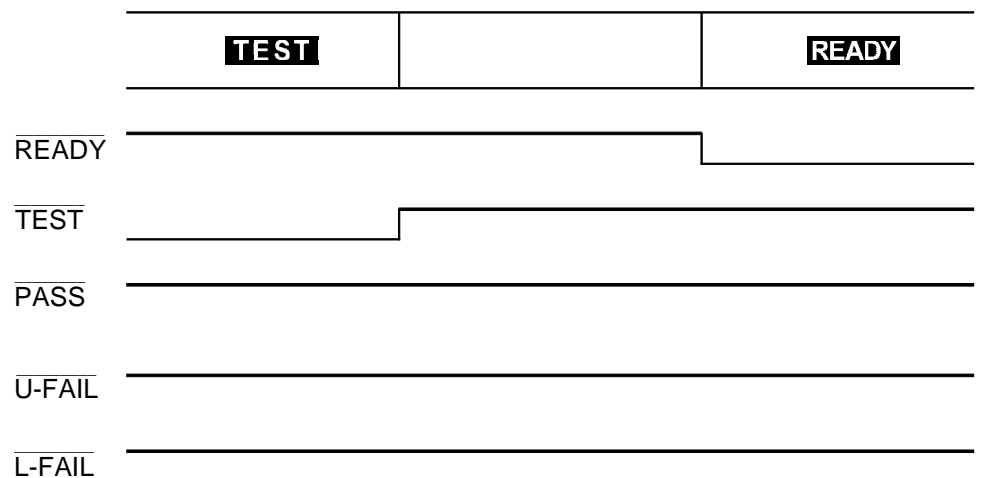 TEST READY
READY
TEST
PASS
U-FAIL
L-FAIL